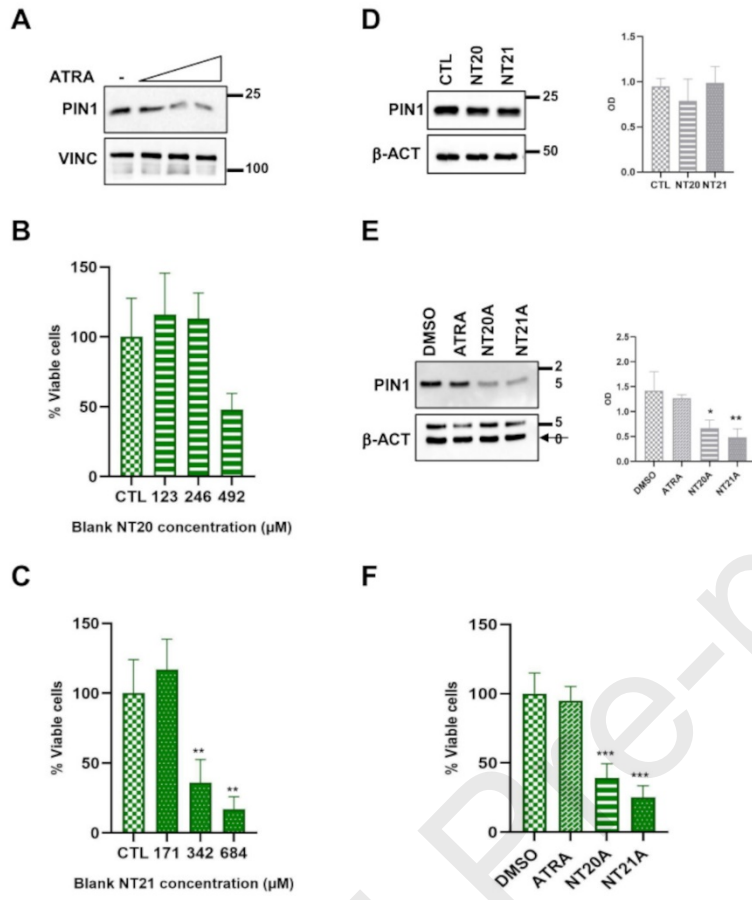 A
ATRA
-
25
PIN1
VINC
100
B
150
100
50
0
% Viable cells
CTL 123 246 492
Blank NT20 concentration (µM)
C
150
100
50
0
% Viable cells
** **
CTL 171 342 684
Blank NT21 concentration (µM)
D
CTL NT20 NT21
25
PIN1
β-ACT
50
1.5
1.0
0.5
0.0
OD
CTL NT20 NT21
E
DMSO ATRA NT20A NT21A
2
PIN1
5
5
β-ACT
0
2.5
2.0
1.5
1.0
0.5
0.0
OD
* **
DMSO ATRA NT20A NT21A
F
150
100
50
0
% Viable cells
*** ***
DMSO ATRA NT20A NT21A
Pre-